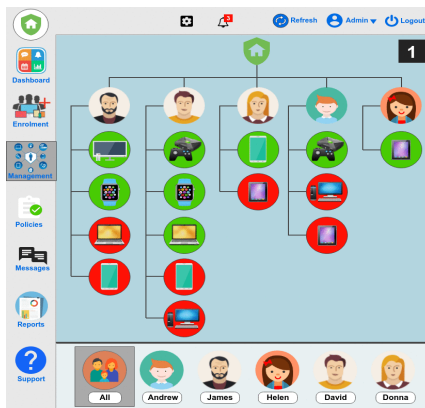 3
Refresh
Admin
Logout
1
Dashboard
Enrolment
Management
Policies
Messages
Reports
?
Support
All
Andrew
James
Helen
David
Donna